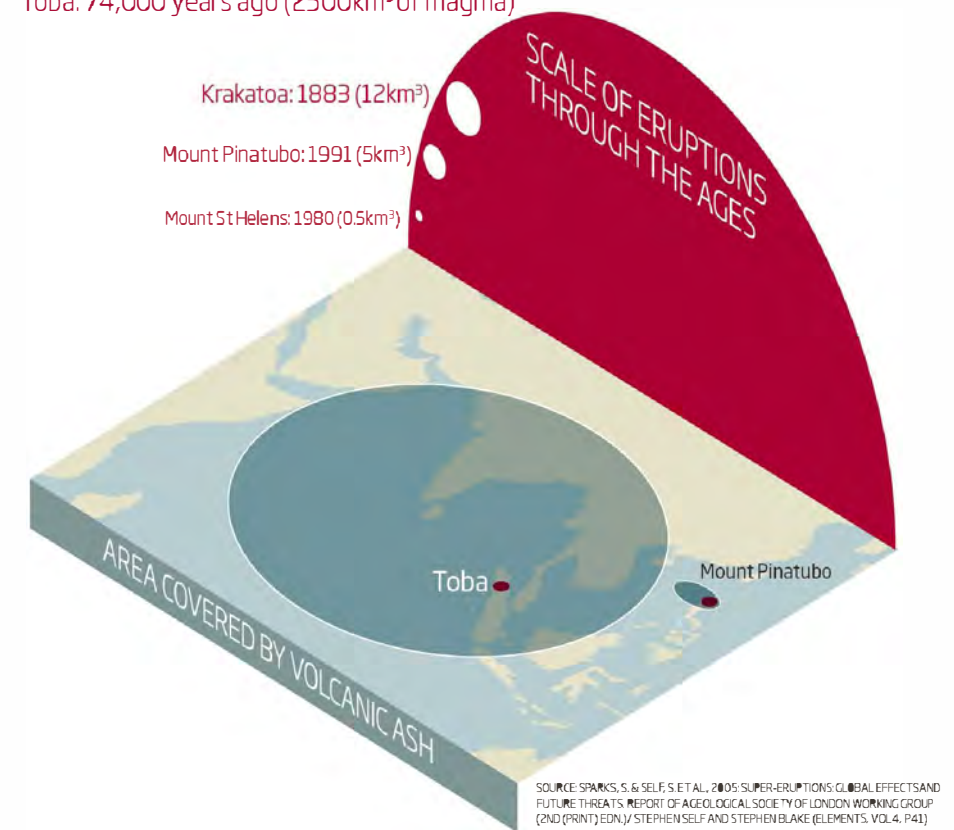 Toba: 74,000 years ago (2500km³ of magma)
Krakatoa: 1883 (12km³)
Mount Pinatubo: 1991 (5km³)
Mount St Helens: 1980 (0.5km³)
SCALE OF ERUPTIONS
THROUGH THE AGES
Toba
Mount Pinatubo
AREA COVERED BY VOLCANIC ASH
SOURCE: SPARKS, S. & SELF, S. ET AL., 2005: SUPER-ERUPTIONS: GLOBAL EFFECTS AND
FUTURE THREATS. REPORT OF A GEOLOGICAL SOCIETY OF LONDON WORKING GROUP
(2ND (PRINT) EDN.)/ STEPHEN SELF AND STEPHEN BLAKE (ELEMENTS, VOL 4, P41)